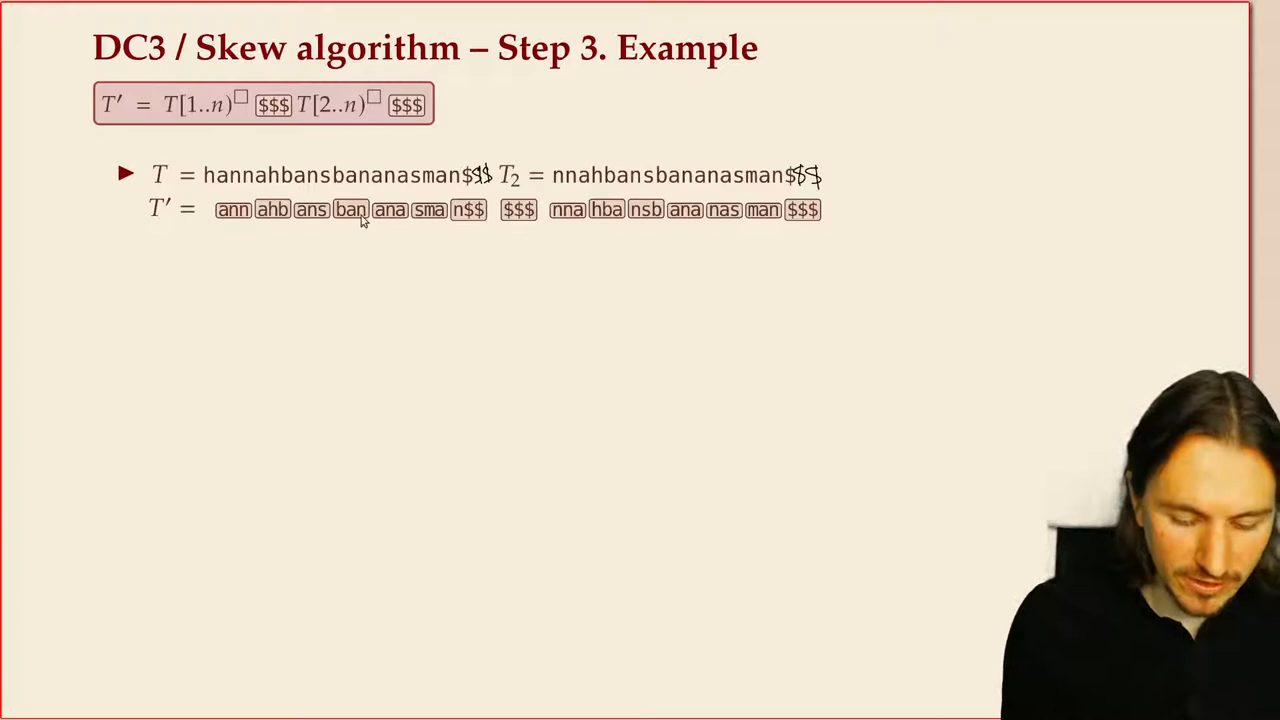 DC3 / Skew algorithm – Step 3. Example
T′ = T[1..n)□ $$$ T[2..n)□ $$$
▶ T = hannahbansbananasman$$$ T₂ = nnahbansbananasman$$$
T′ = ann ahb ans ban ana sma n$$ $$$ nna hba nsb ana nas man $$$